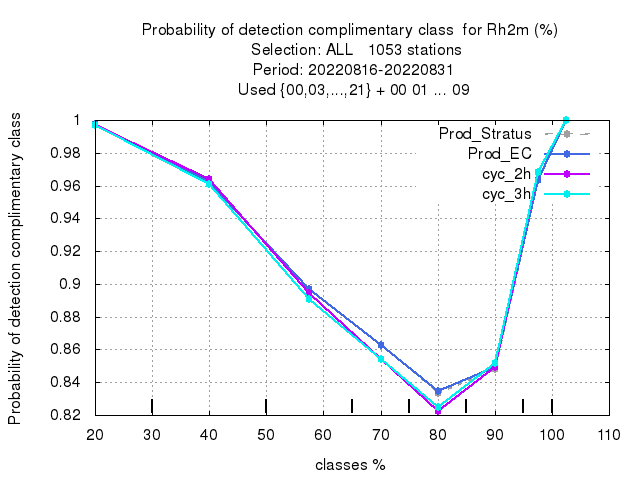 Probability of detection complimentary class  for Rh2m (%)
Selection: ALL   1053 stations
Period: 20220816-20220831
Used {00,03,...,21} + 00 01 ... 09
Probability of detection complimentary class
1
0.98
0.96
0.94
0.92
0.9
0.88
0.86
0.84
0.82
Prod_Stratus
Prod_EC
cyc_2h
cyc_3h
20 30 40 50 60 70 80 90 100 110
classes %